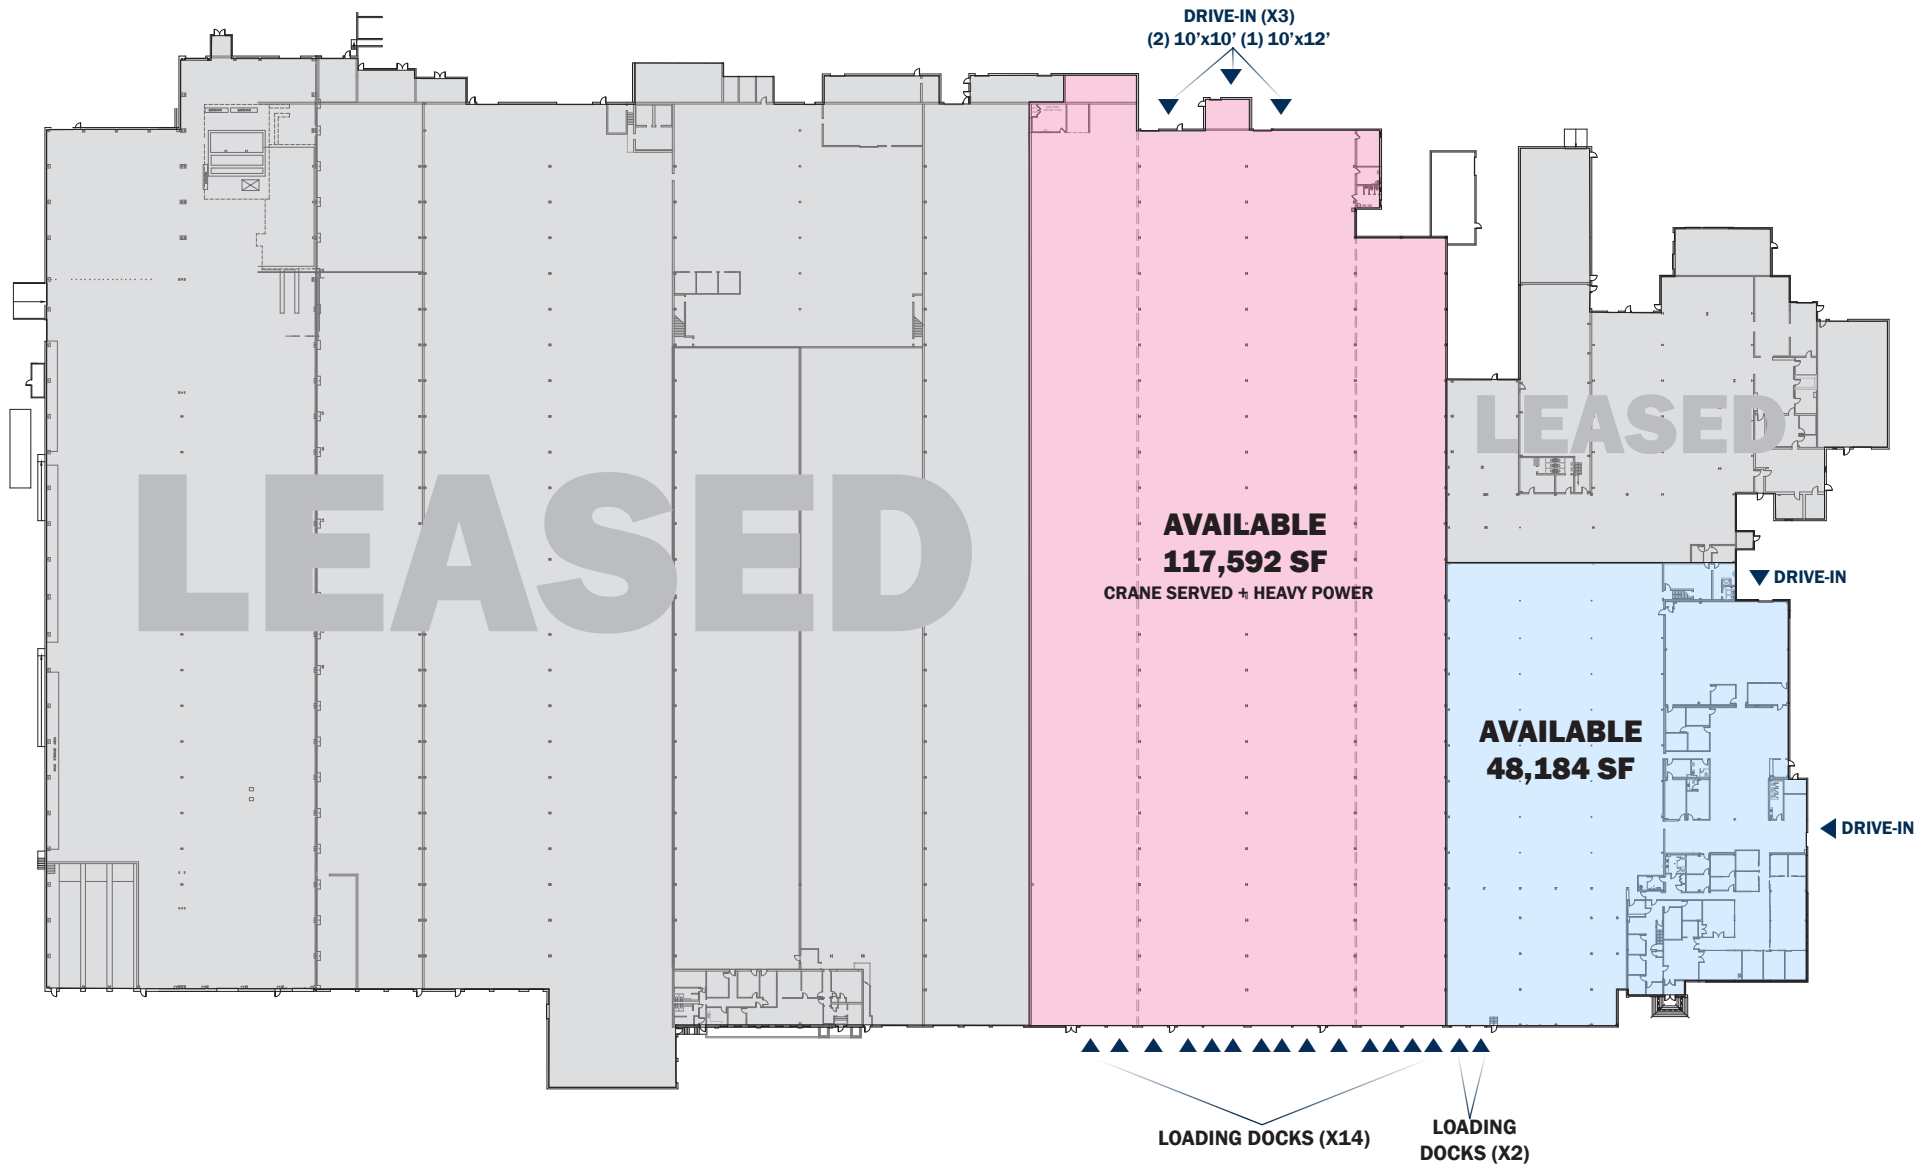 DRIVE-IN (X3)
(2) 10'x10' (1) 10'x12'
LEASED
LEASED
AVAILABLE
117,592 SF
CRANE SERVED + HEAVY POWER
DRIVE-IN
AVAILABLE
48,184 SF
DRIVE-IN
LOADING DOCKS (X14)
LOADING
DOCKS (X2)